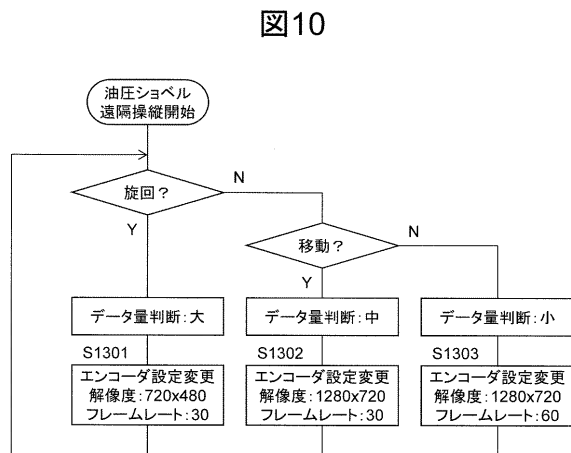 図10
油圧ショベル
遠隔操縦開始
旋回?
N
Y
移動?
N
Y
データ量判断:大
データ量判断:中
データ量判断:小
S1301
エンコーダ設定変更
解像度:720x480
フレームレート:30
S1302
エンコーダ設定変更
解像度:1280x720
フレームレート:30
S1303
エンコーダ設定変更
解像度:1280x720
フレームレート:60